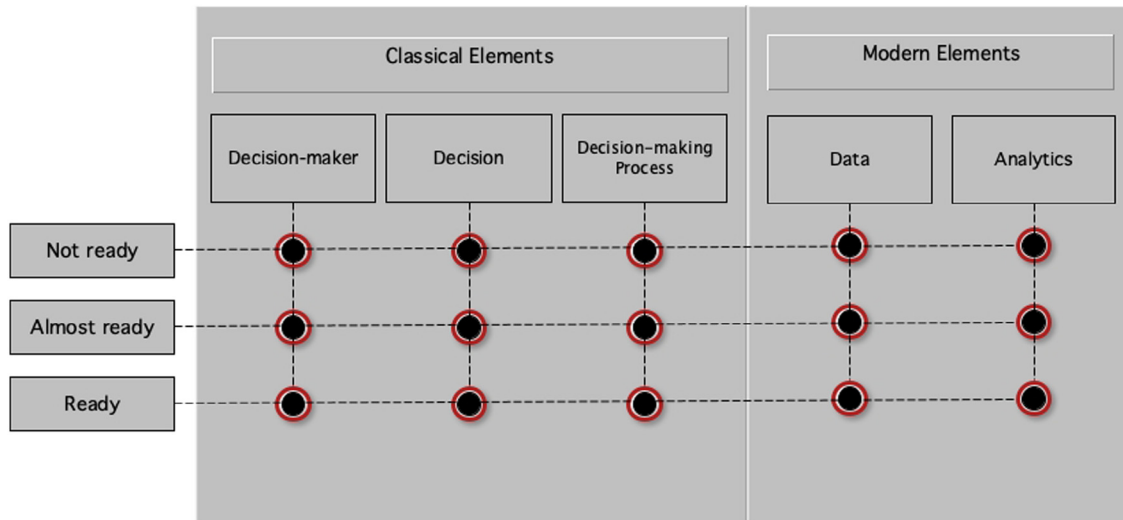 Classical Elements
Modern Elements
Decision-maker
Decision
Decision-making
Process
Data
Analytics
Not ready
Almost ready
Ready